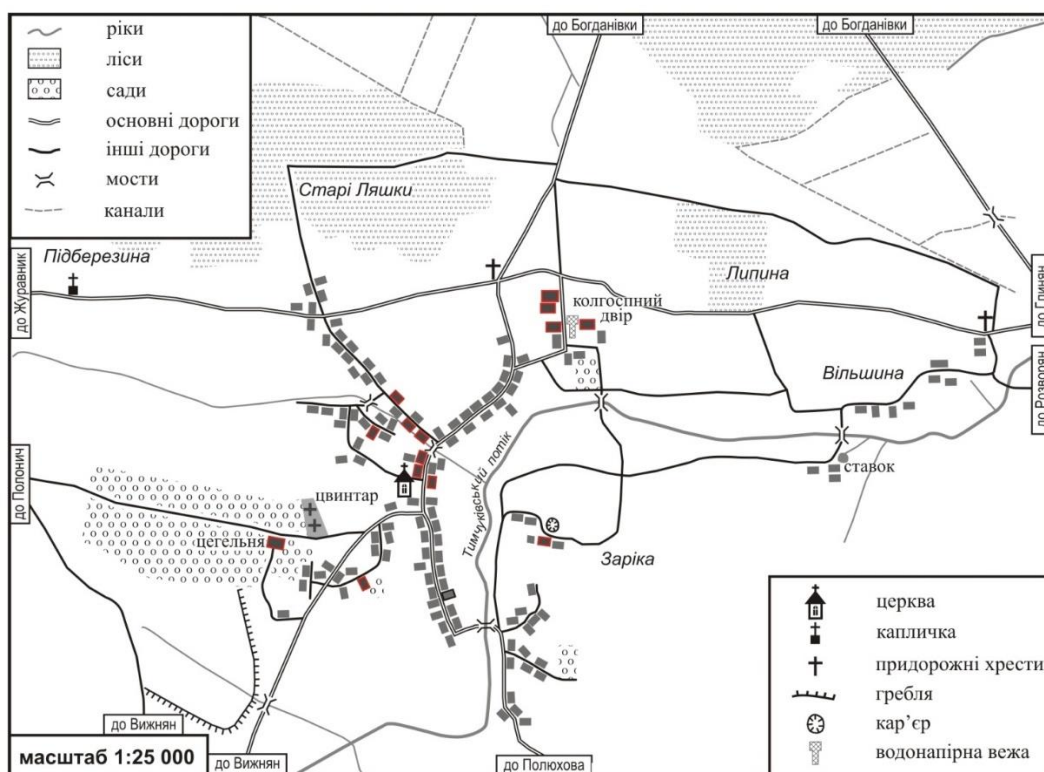 ріки
ліси
сади
основні дороги
інші дороги
мости
канали
до Богданівки
до Богданівки
Старі Ляшки
Підберезина
до Журавник
колгоспний
двір
Липина
до Глинян
Вільшина
до Розворян
до Полонич
цвинтар
Тимчуківський потік
ставок
цегельня
Заріка
церква
капличка
придорожні хрести
гребля
кар’єр
водонапірна вежа
до Вижнян
масштаб 1:25 000
до Вижнян
до Полюхова